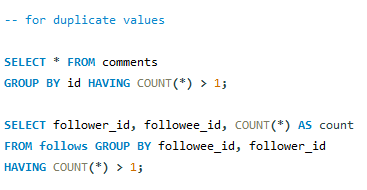 -- for duplicate values
SELECT * FROM comments
GROUP BY id HAVING COUNT(*) > 1;
SELECT follower_id, followee_id, COUNT(*) AS count
FROM follows GROUP BY followee_id, follower_id
HAVING COUNT(*) > 1;